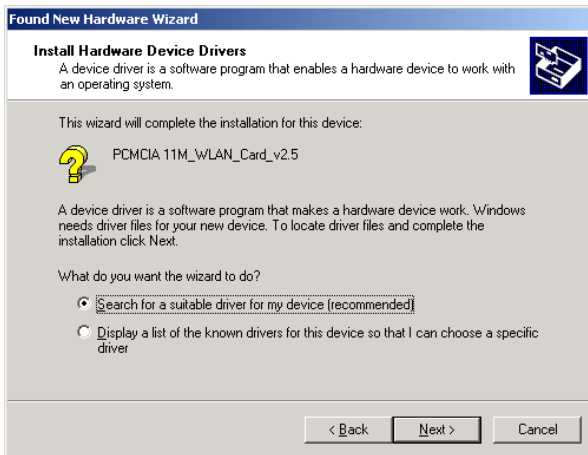 Found New Hardware Wizard
Install Hardware Device Drivers
A device driver is a software program that enables a hardware device to work with
an operating system.
This wizard will complete the installation for this device:
PCMCIA 11M_WLAN_Card_v2.5
A device driver is a software program that makes a hardware device work. Windows
needs driver files for your new device. To locate driver files and complete the
installation click Next.
What do you want the wizard to do?
Search for a suitable driver for my device (recommended)
Display a list of the known drivers for this device so that I can choose a specific
driver
< Back Next > Cancel